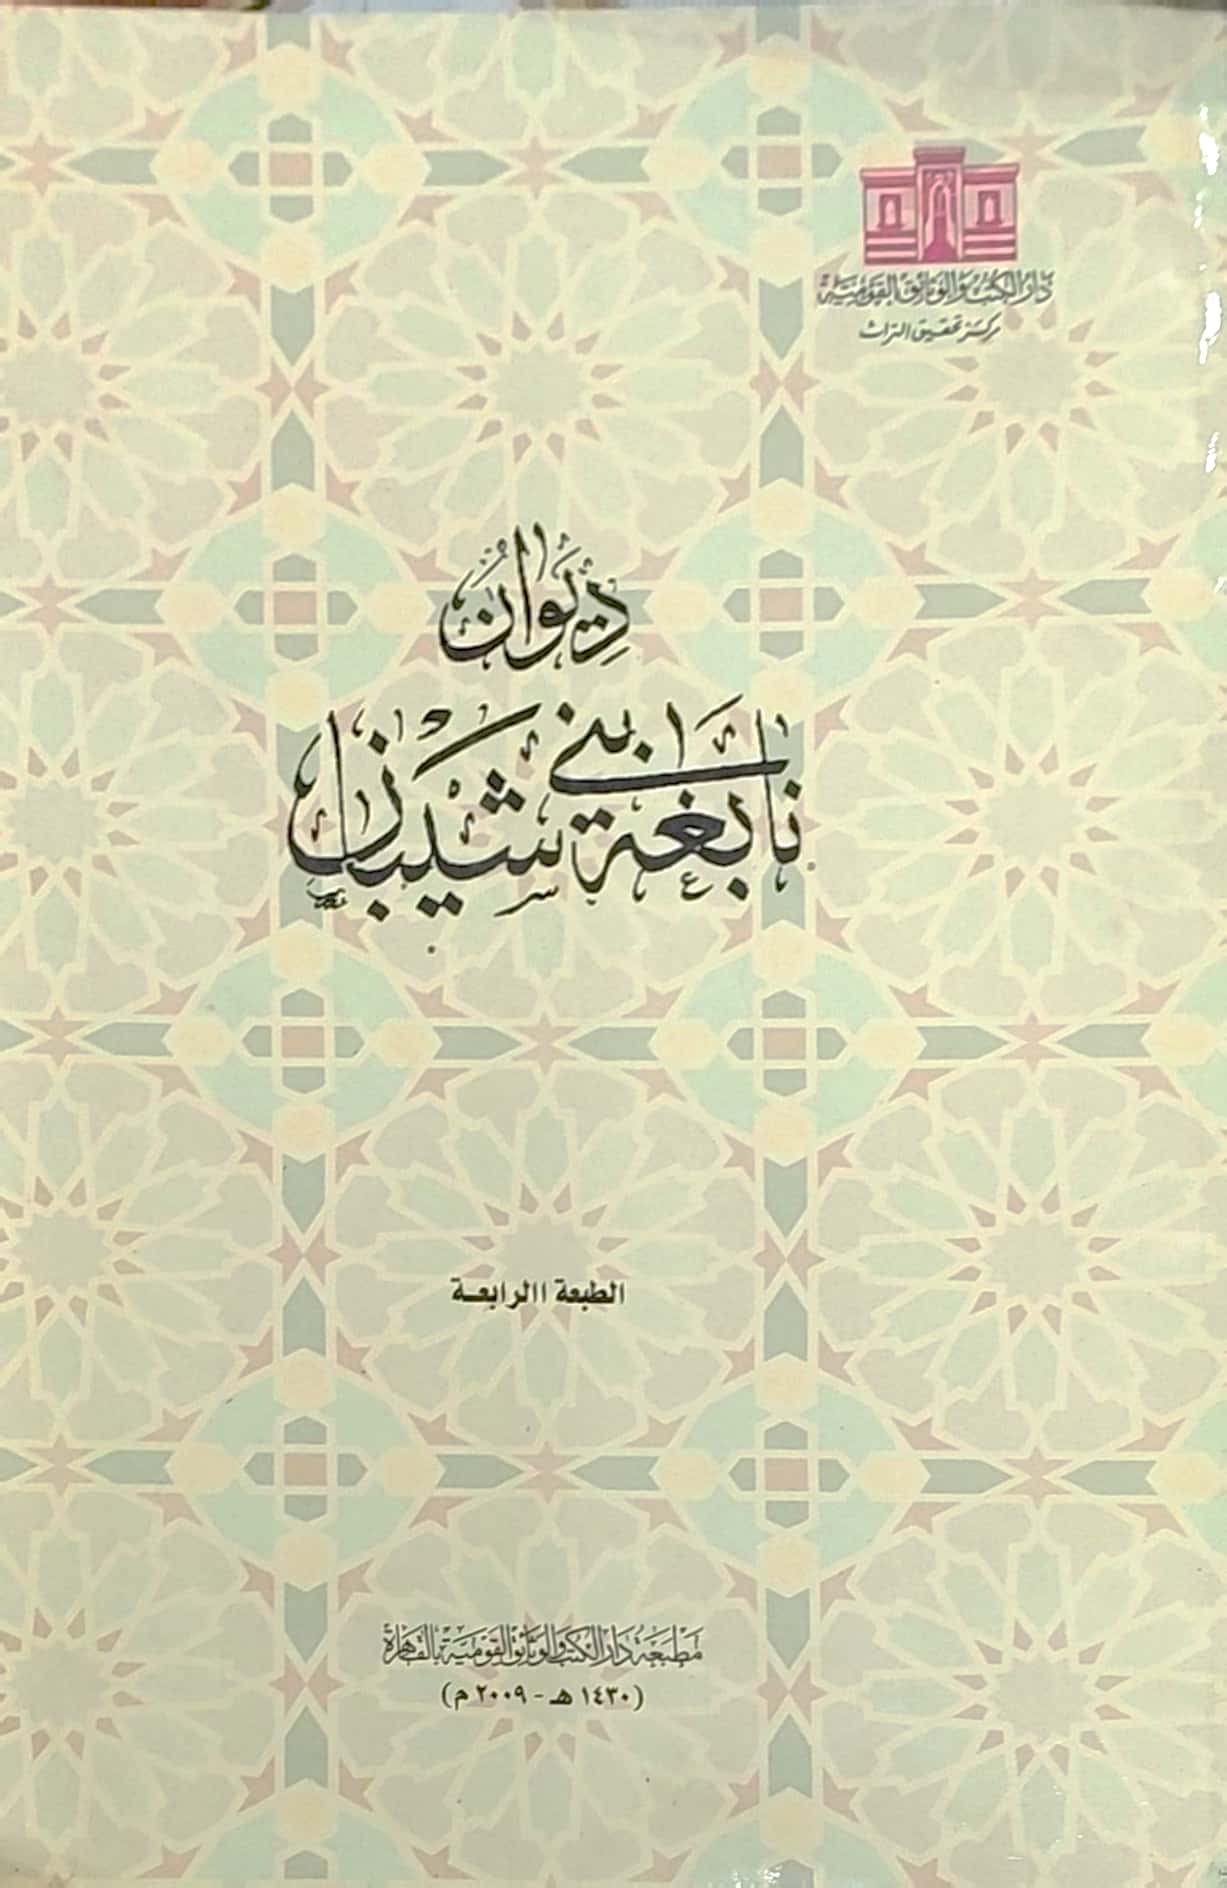 دار الكتب والوثائق القومية
مركز تحقيق التراث
ديوان
نابغة بني شيبان
الطبعة االرابعة
مطبعة دار الكتب والوثائق القومية بالقاهرة
(١٤٣٠ هـ - ٢٠٠٩ م)